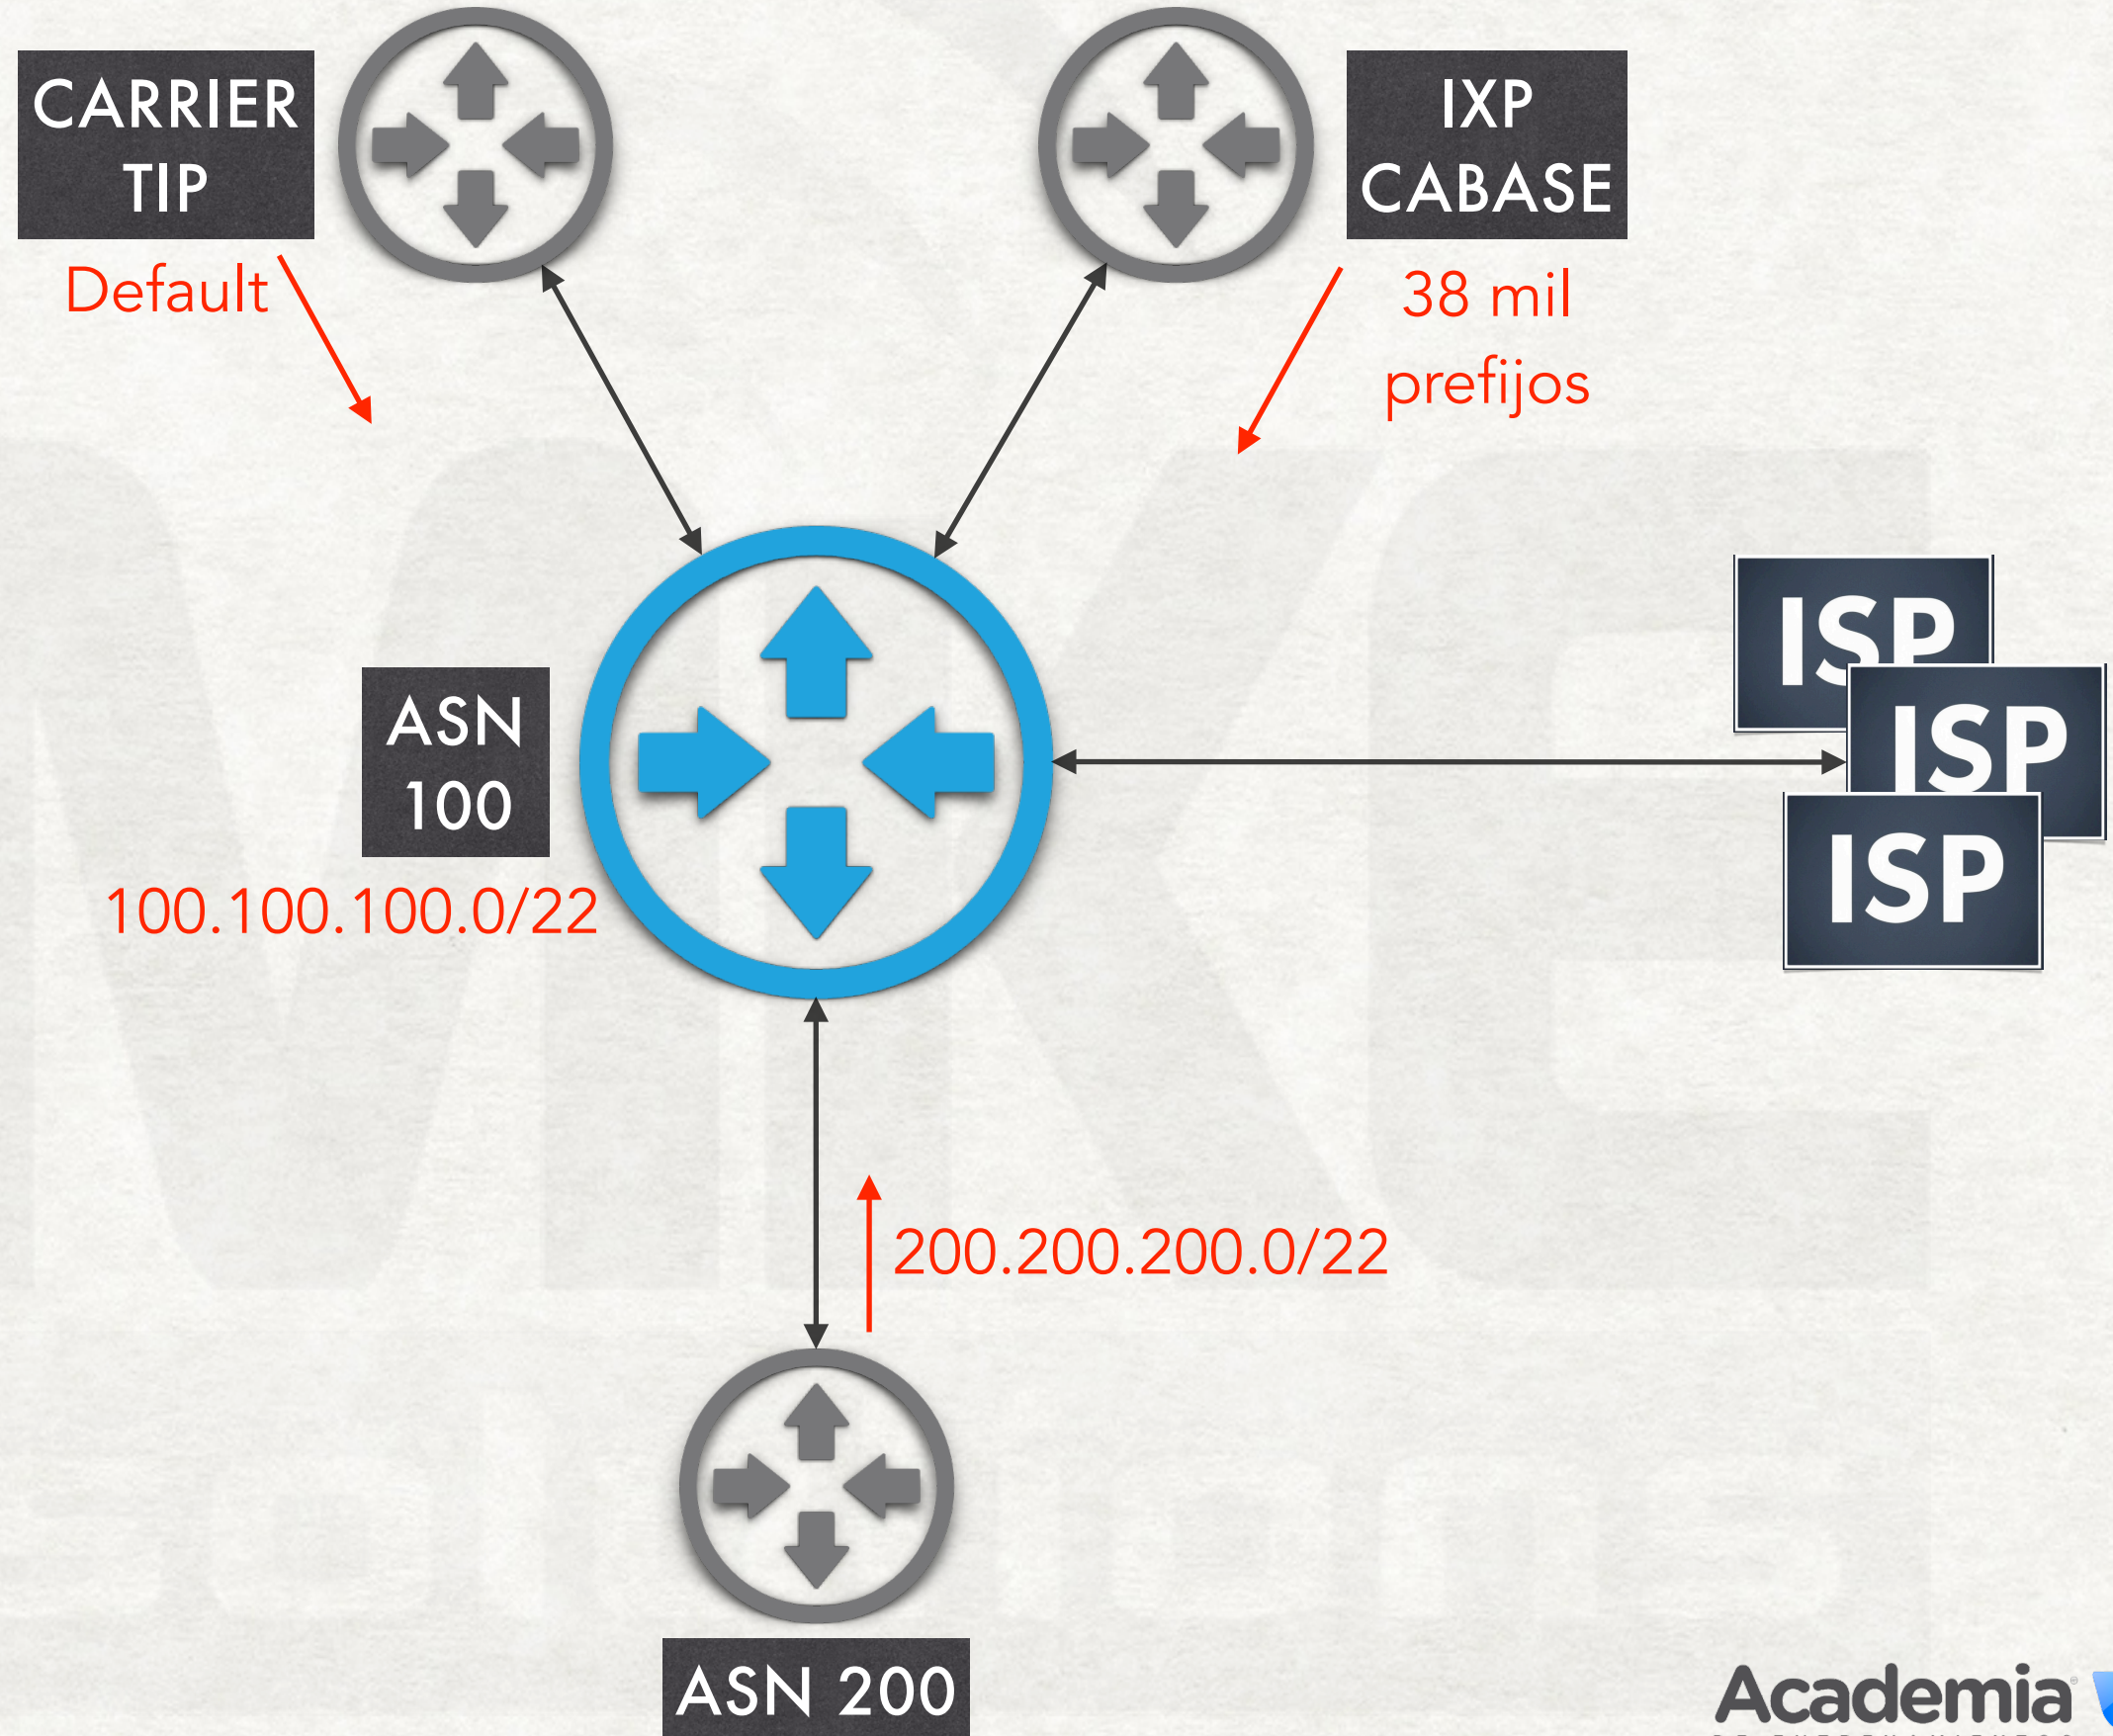 CARRIER
TIP
IXP
CABASE
Default
38 mil
prefijos
ISP
ISP
ISP
ASN
100
100.100.100.0/22
200.200.200.0/22
ASN 200
Academia